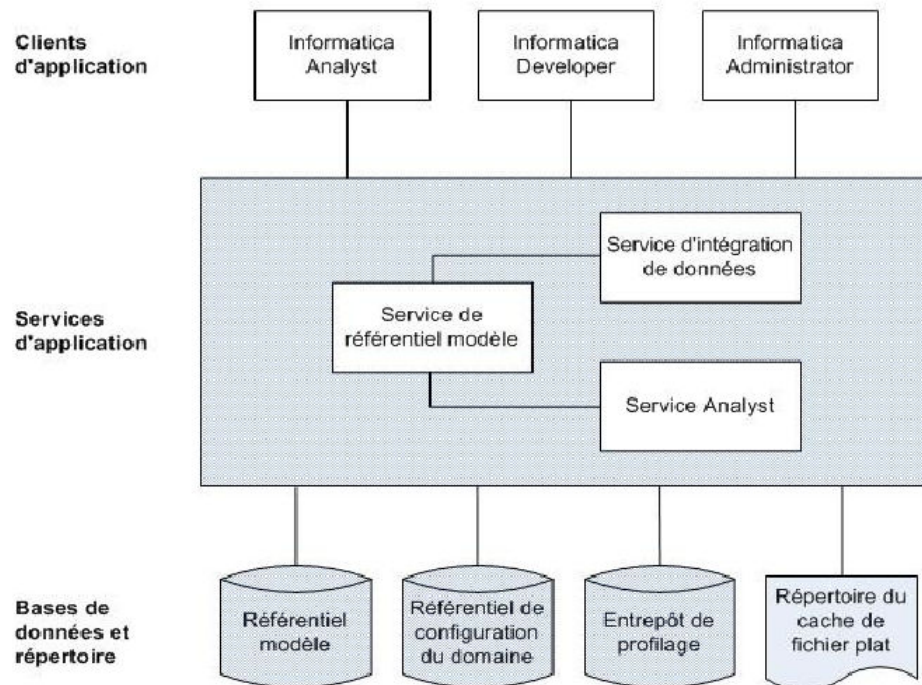 Clients
d'application
Informatica
Analyst
Informatica
Developer
Informatica
Administrator
Services
d'application
Service d'intégration
de données
Service de
référentiel modèle
Service Analyst
Bases de
données et
répertoire
Référentiel
modèle
Référentiel de
configuration
du domaine
Entrepôt de
profilage
Répertoire du
cache de
fichier plat